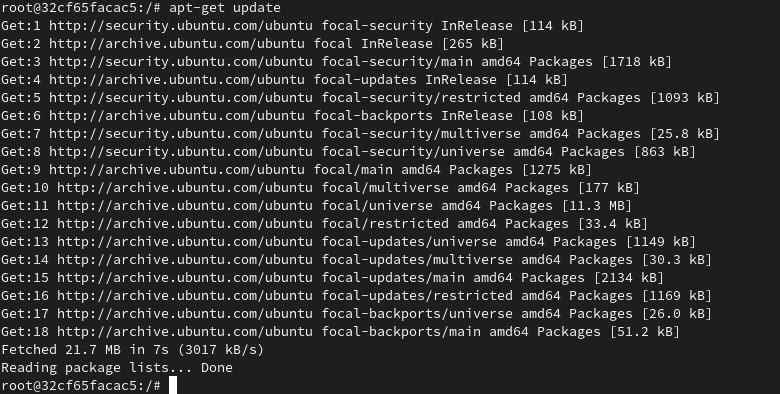 root@32cf65facac5:/# apt-get update
Get:1 http://security.ubuntu.com/ubuntu focal-security InRelease [114 kB]
Get:2 http://archive.ubuntu.com/ubuntu focal InRelease [265 kB]
Get:3 http://security.ubuntu.com/ubuntu focal-security/main amd64 Packages [1718 kB]
Get:4 http://archive.ubuntu.com/ubuntu focal-updates InRelease [114 kB]
Get:5 http://security.ubuntu.com/ubuntu focal-security/restricted amd64 Packages [1093 kB]
Get:6 http://archive.ubuntu.com/ubuntu focal-backports InRelease [108 kB]
Get:7 http://security.ubuntu.com/ubuntu focal-security/multiverse amd64 Packages [25.8 kB]
Get:8 http://security.ubuntu.com/ubuntu focal-security/universe amd64 Packages [863 kB]
Get:9 http://archive.ubuntu.com/ubuntu focal/main amd64 Packages [1275 kB]
Get:10 http://archive.ubuntu.com/ubuntu focal/multiverse amd64 Packages [177 kB]
Get:11 http://archive.ubuntu.com/ubuntu focal/universe amd64 Packages [11.3 MB]
Get:12 http://archive.ubuntu.com/ubuntu focal/restricted amd64 Packages [33.4 kB]
Get:13 http://archive.ubuntu.com/ubuntu focal-updates/universe amd64 Packages [1149 kB]
Get:14 http://archive.ubuntu.com/ubuntu focal-updates/multiverse amd64 Packages [30.3 kB]
Get:15 http://archive.ubuntu.com/ubuntu focal-updates/main amd64 Packages [2134 kB]
Get:16 http://archive.ubuntu.com/ubuntu focal-updates/restricted amd64 Packages [1169 kB]
Get:17 http://archive.ubuntu.com/ubuntu focal-backports/universe amd64 Packages [26.0 kB]
Get:18 http://archive.ubuntu.com/ubuntu focal-backports/main amd64 Packages [51.2 kB]
Fetched 21.7 MB in 7s (3017 kB/s)
Reading package lists... Done
root@32cf65facac5:/#